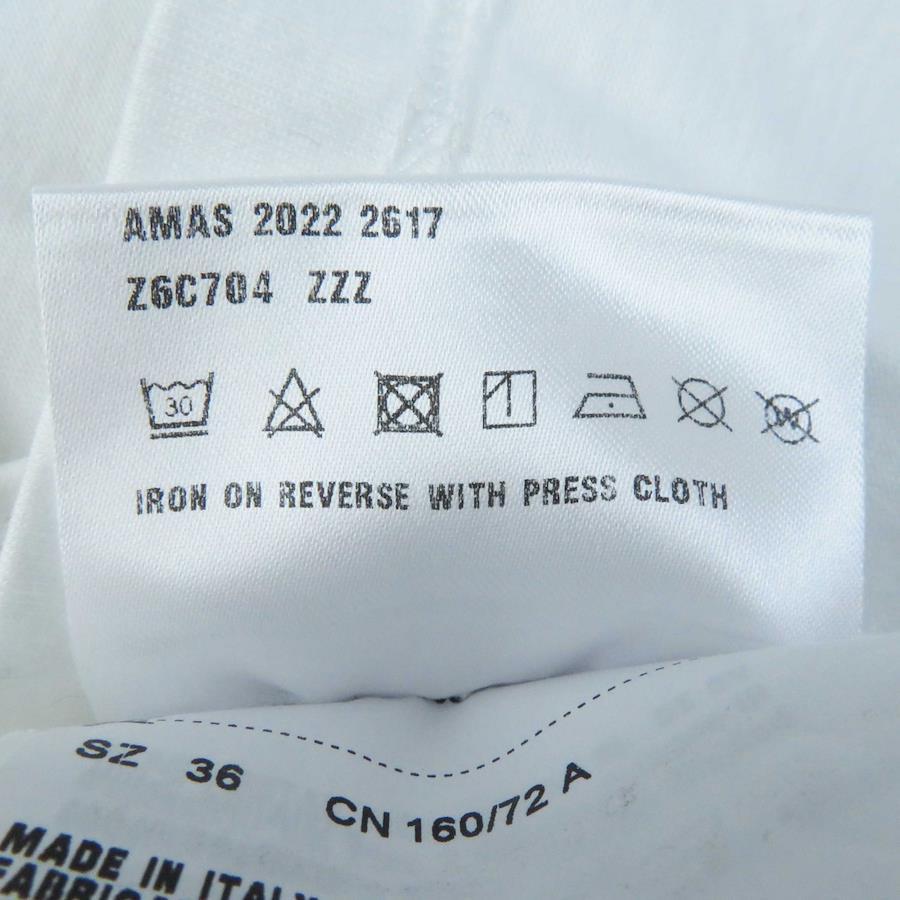 AMAS 2022 2617
Z6C704 ZZZ
30 W
IRON ON REVERSE WITH PRESS CLOTH
SZ 36
CN 160/72 A
MADE IN ITALY